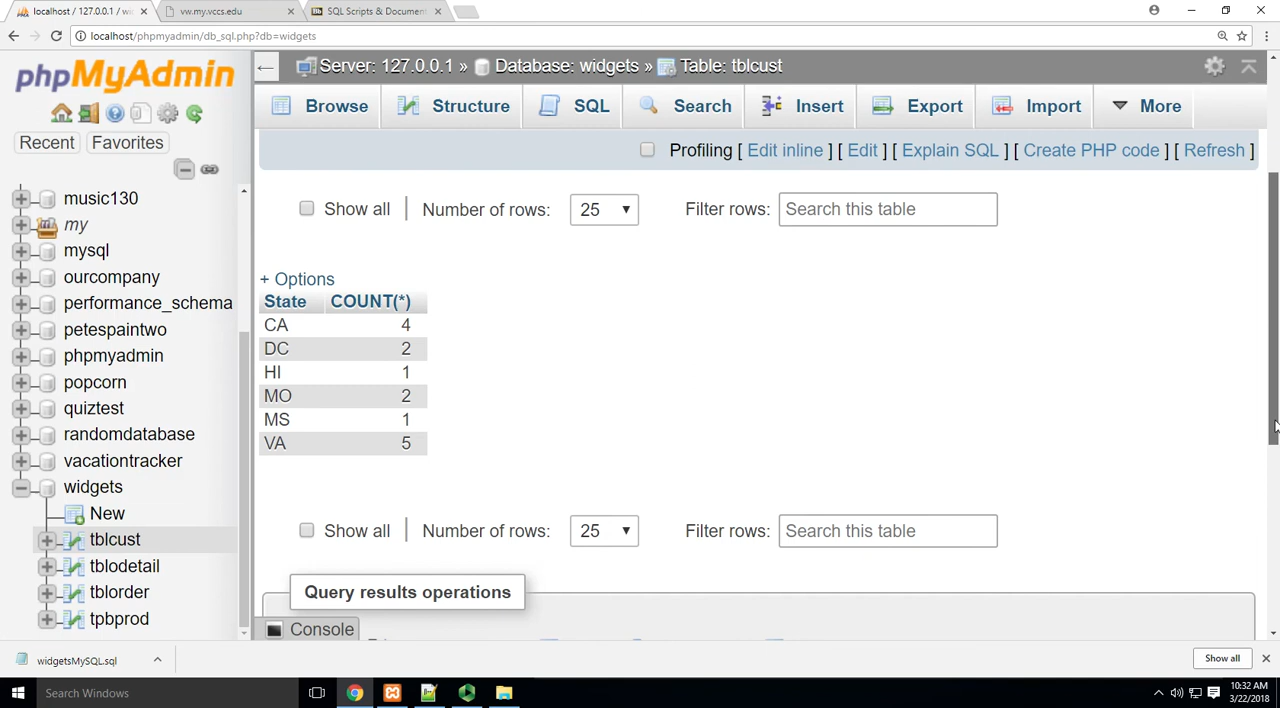 localhost / 127.0.0.1 / w
vw.my.vccs.edu
SQL Scripts & Document
localhost/phpmyadmin/db_sql.php?db=widgets
phpMyAdmin
Recent
Favorites
music130
my
mysql
ourcompany
performance_schema
petespaintwo
phpmyadmin
popcorn
quiztest
randomdatabase
vacationtracker
widgets
New
tblcust
tblodetail
tblorder
tpbprod
Server: 127.0.0.1 » Database: widgets » Table: tblcust
Browse Structure SQL Search Insert Export Import More
Profiling [ Edit inline ] [ Edit ] [ Explain SQL ] [ Create PHP code ] [ Refresh ]
Show all Number of rows: 25 Filter rows: Search this table
+ Options
State COUNT(*)
CA 4
DC 2
HI 1
MO 2
MS 1
VA 5
Show all Number of rows: 25 Filter rows: Search this table
Query results operations
Console
widgetsMySQL.sql
Show all
Search Windows
10:32 AM
3/22/2018